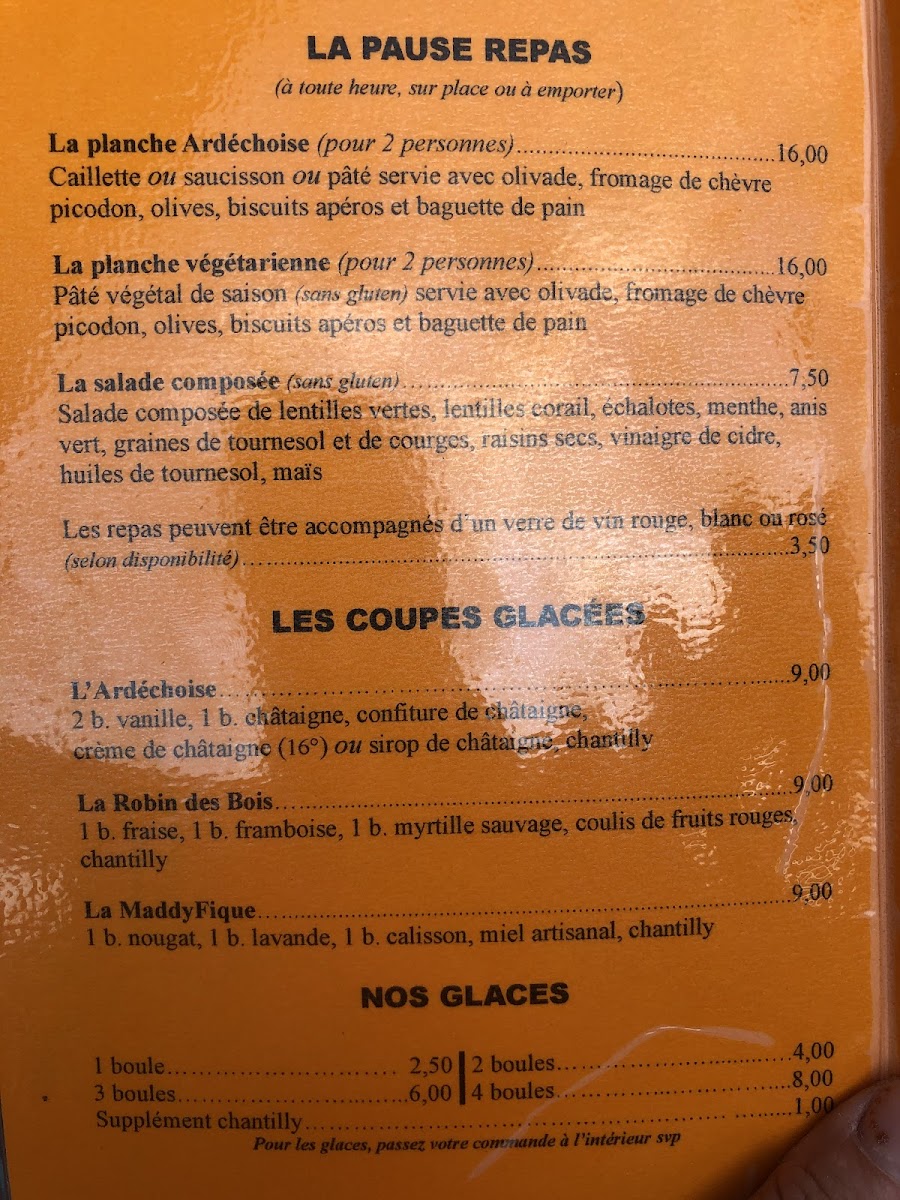 LA PAUSE REPAS
(à toute heure, sur place ou à emporter)
La planche Ardéchoise (pour 2 personnes)..........16,00
Caillette ou saucisson ou pâté servie avec olivade, fromage de chèvre
picodon, olives, biscuits apéros et baguette de pain
La planche végétarienne (pour 2 personnes)..........16,00
Pâté végétal de saison (sans gluten) servie avec olivade, fromage de chèvre
picodon, olives, biscuits apéros et baguette de pain
La salade composée (sans gluten)..........7,50
Salade composée de lentilles vertes, lentilles corail, échalotes, menthe, anis
vert, graines de tournesol et de courges, raisins secs, vinaigre de cidre,
huiles de tournesol, maïs
Les repas peuvent être accompagnés d'un verre de vin rouge, blanc ou rosé
(selon disponibilité)..........3,50
LES COUPES GLACÉES
L'Ardéchoise..........9,00
2 b. vanille, 1 b. châtaigne, confiture de châtaigne,
crème de châtaigne (16°) ou sirop de châtaigne, chantilly
La Robin des Bois..........9,00
1 b. fraise, 1 b. framboise, 1 b. myrtille sauvage, coulis de fruits rouges,
chantilly
La MaddyFique..........9,00
1 b. nougat, 1 b. lavande, 1 b. calisson, miel artisanal, chantilly
NOS GLACES
1 boule..........2,50 | 2 boules..........4,00
3 boules..........6,00 | 4 boules..........8,00
Supplément chantilly..........1,00
Pour les glaces, passez votre commande à l'intérieur svp